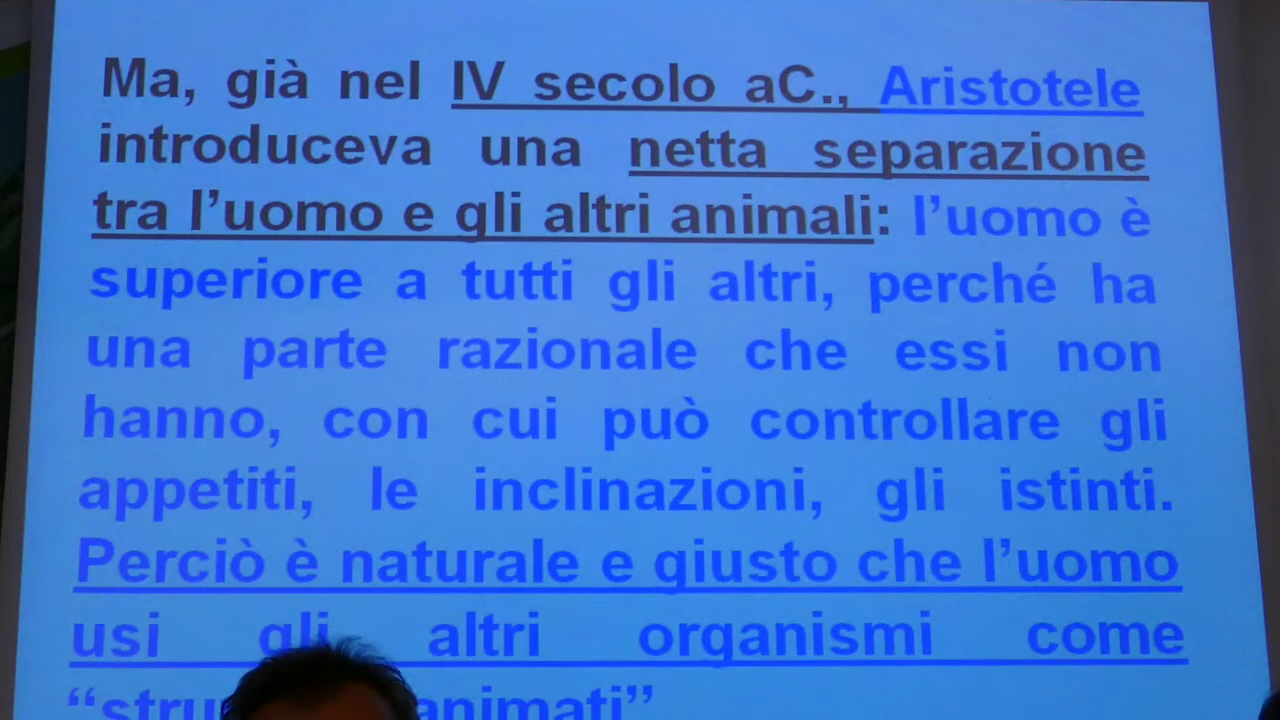 Ma, già nel IV secolo aC., Aristotele
introduceva una netta separazione
tra l’uomo e gli altri animali: l’uomo è
superiore a tutti gli altri, perché ha
una parte razionale che essi non
hanno, con cui può controllare gli
appetiti, le inclinazioni, gli istinti.
Perciò è naturale e giusto che l’uomo
usi gli altri organismi come
animati”